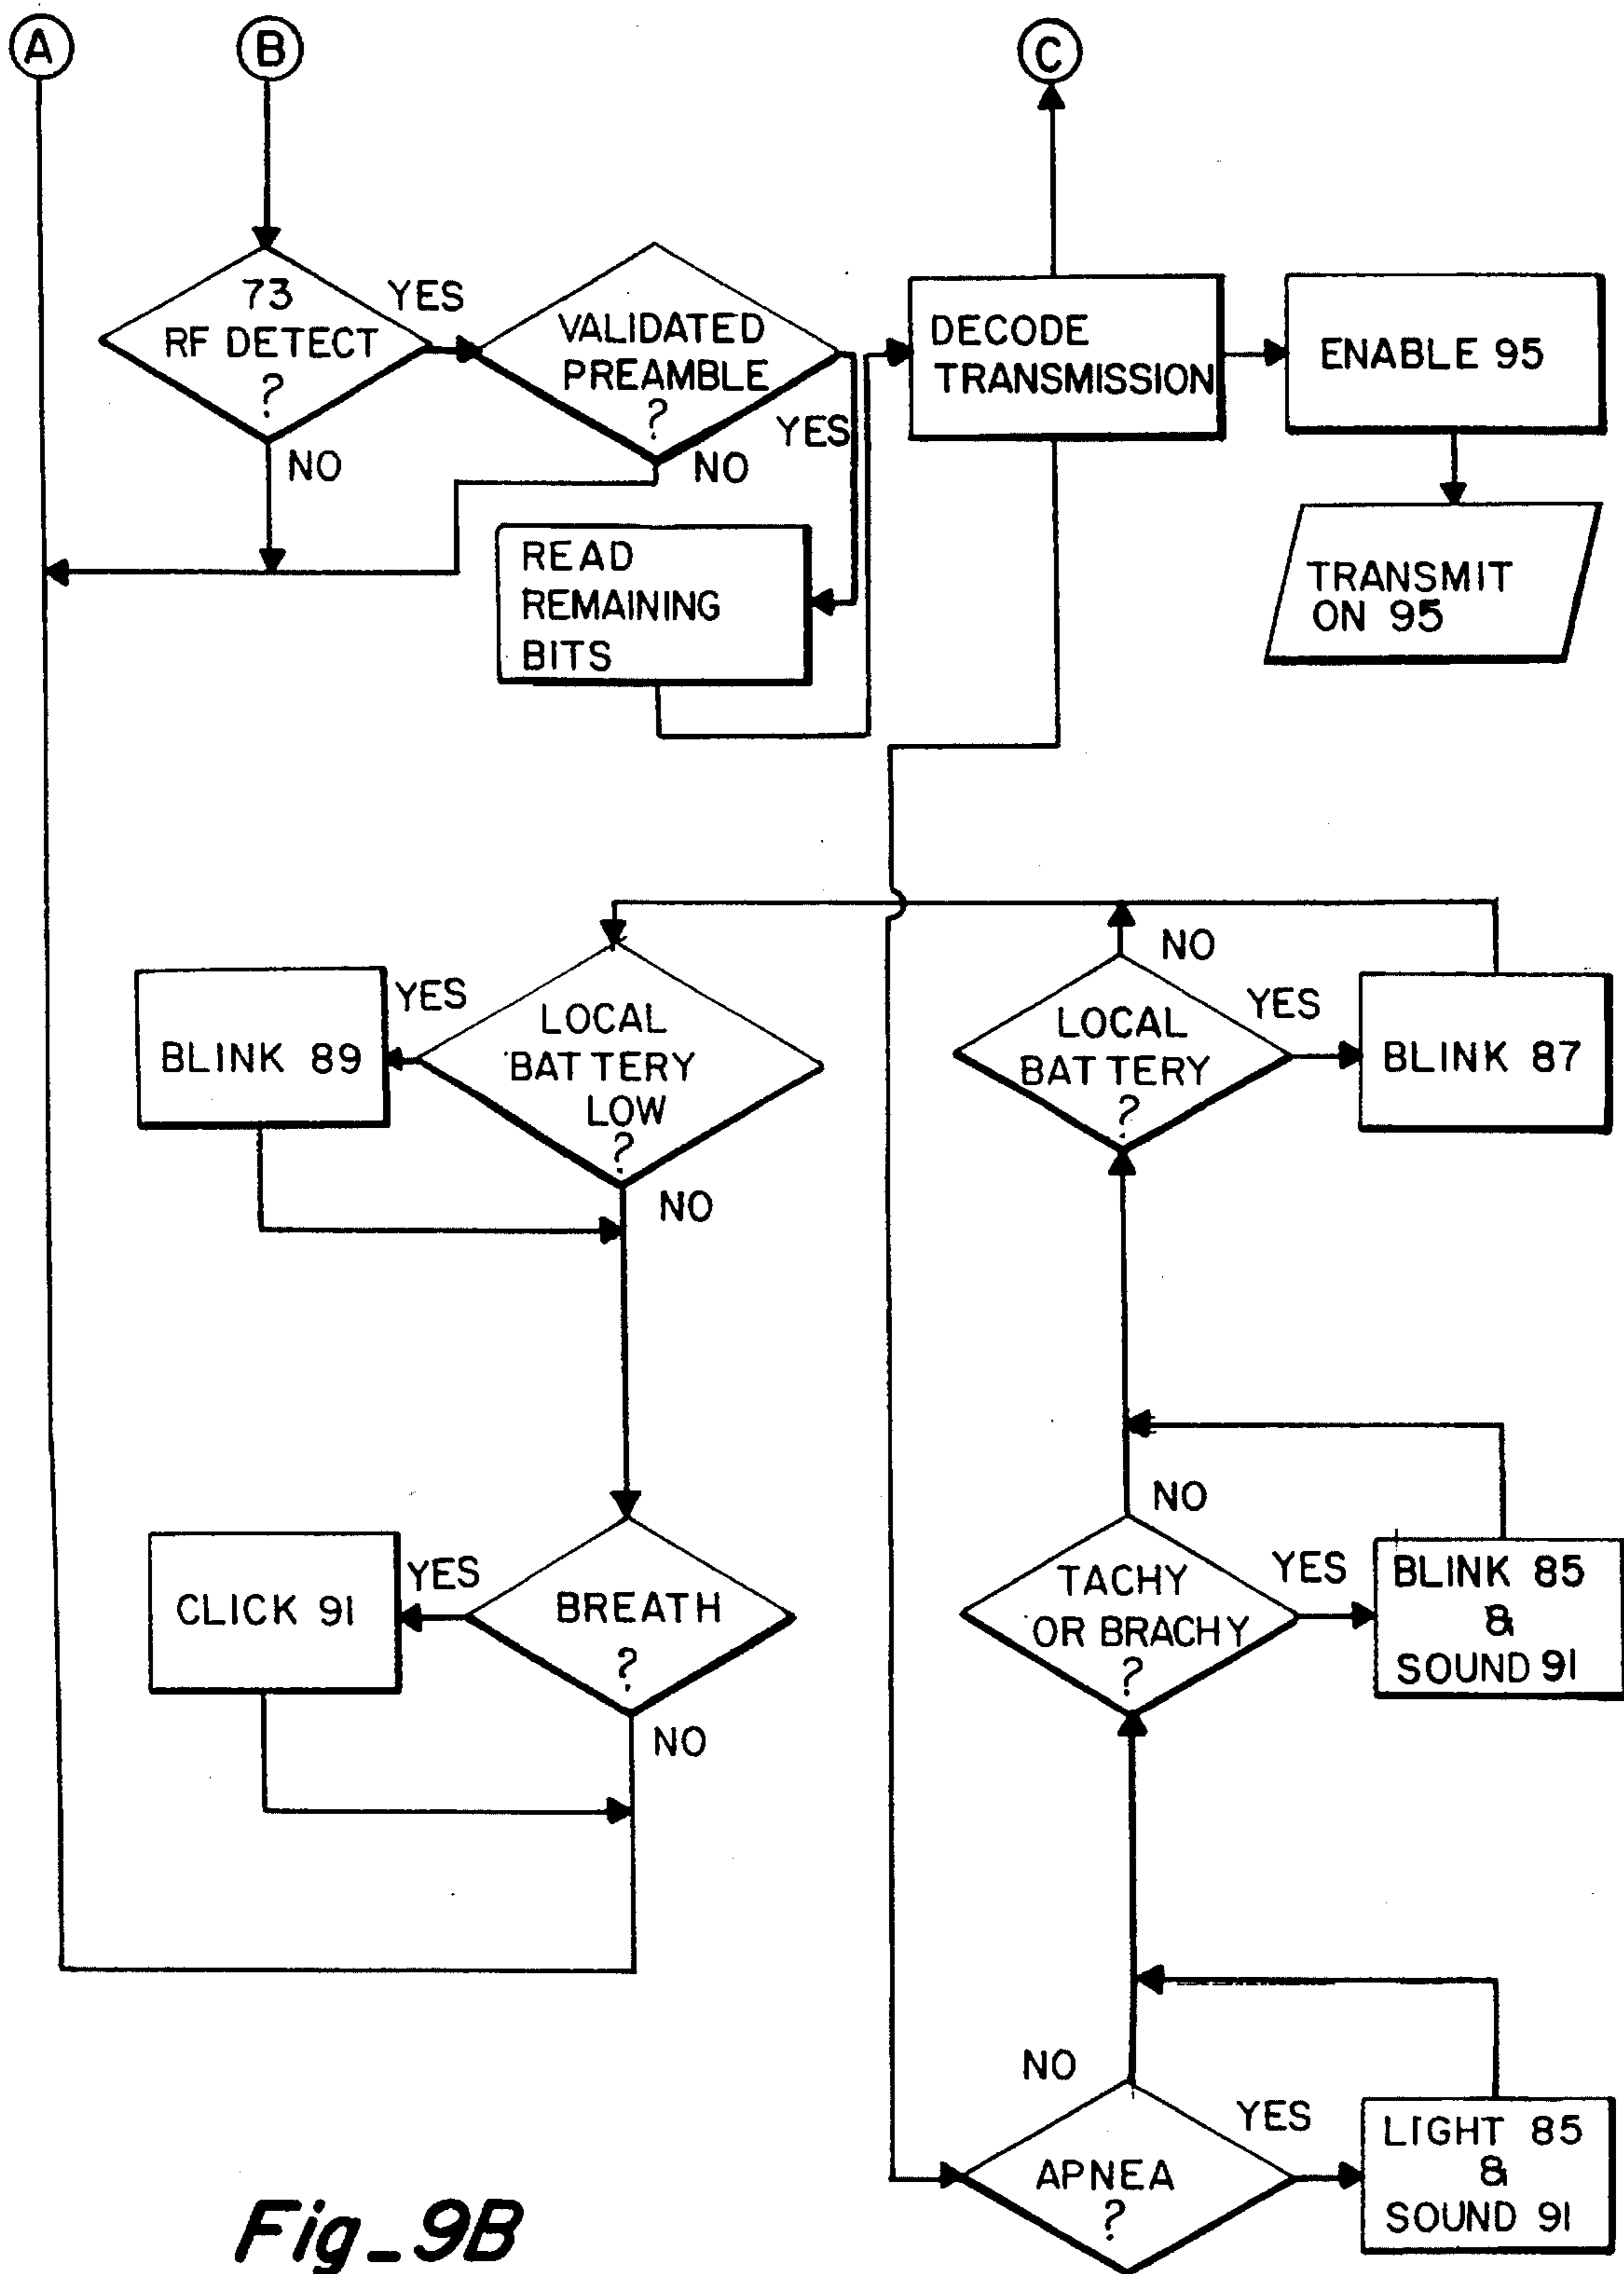 A
B
C
73
RF DETECT
?
YES
NO
VALIDATED
PREAMBLE
?
YES
NO
READ
REMAINING
BITS
DECODE
TRANSMISSION
ENABLE 95
TRANSMIT
ON 95
BLINK 89
YES
LOCAL
BATTERY
LOW
?
NO
NO
LOCAL
BATTERY
?
YES
BLINK 87
CLICK 91
YES
BREATH
?
NO
NO
TACHY
OR BRACHY
?
YES
BLINK 85
&
SOUND 91
NO
APNEA
?
YES
LIGHT 85
&
SOUND 91
Fig_9B